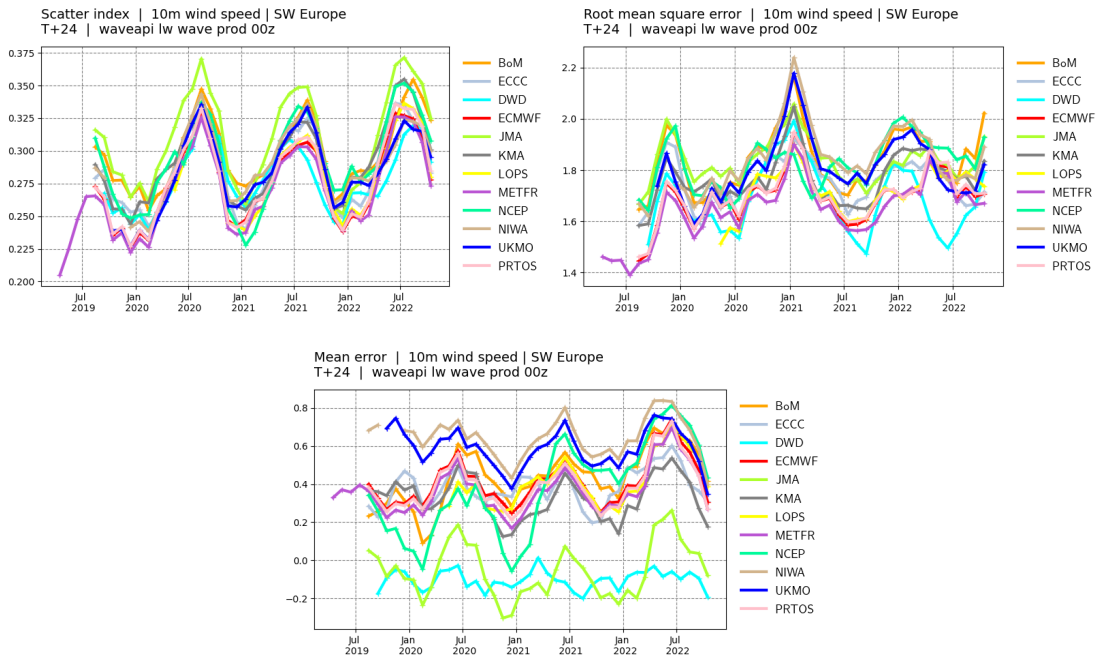 Scatter index  |  10m wind speed | SW Europe
T+24  |  waveapi lw wave prod 00z
0.375
0.350
0.325
0.300
0.275
0.250
0.225
0.200
Jul
2019
Jan
2020
Jul
2020
Jan
2021
Jul
2021
Jan
2022
Jul
2022
BoM
ECCC
DWD
ECMWF
JMA
KMA
LOPS
METFR
NCEP
NIWA
UKMO
PRTOS
Root mean square error  |  10m wind speed | SW Europe
T+24  |  waveapi lw wave prod 00z
2.2
2.0
1.8
1.6
1.4
Jul
2019
Jan
2020
Jul
2020
Jan
2021
Jul
2021
Jan
2022
Jul
2022
BoM
ECCC
DWD
ECMWF
JMA
KMA
LOPS
METFR
NCEP
NIWA
UKMO
PRTOS
Mean error  |  10m wind speed | SW Europe
T+24  |  waveapi lw wave prod 00z
0.8
0.6
0.4
0.2
0.0
−0.2
Jul
2019
Jan
2020
Jul
2020
Jan
2021
Jul
2021
Jan
2022
Jul
2022
BoM
ECCC
DWD
ECMWF
JMA
KMA
LOPS
METFR
NCEP
NIWA
UKMO
PRTOS